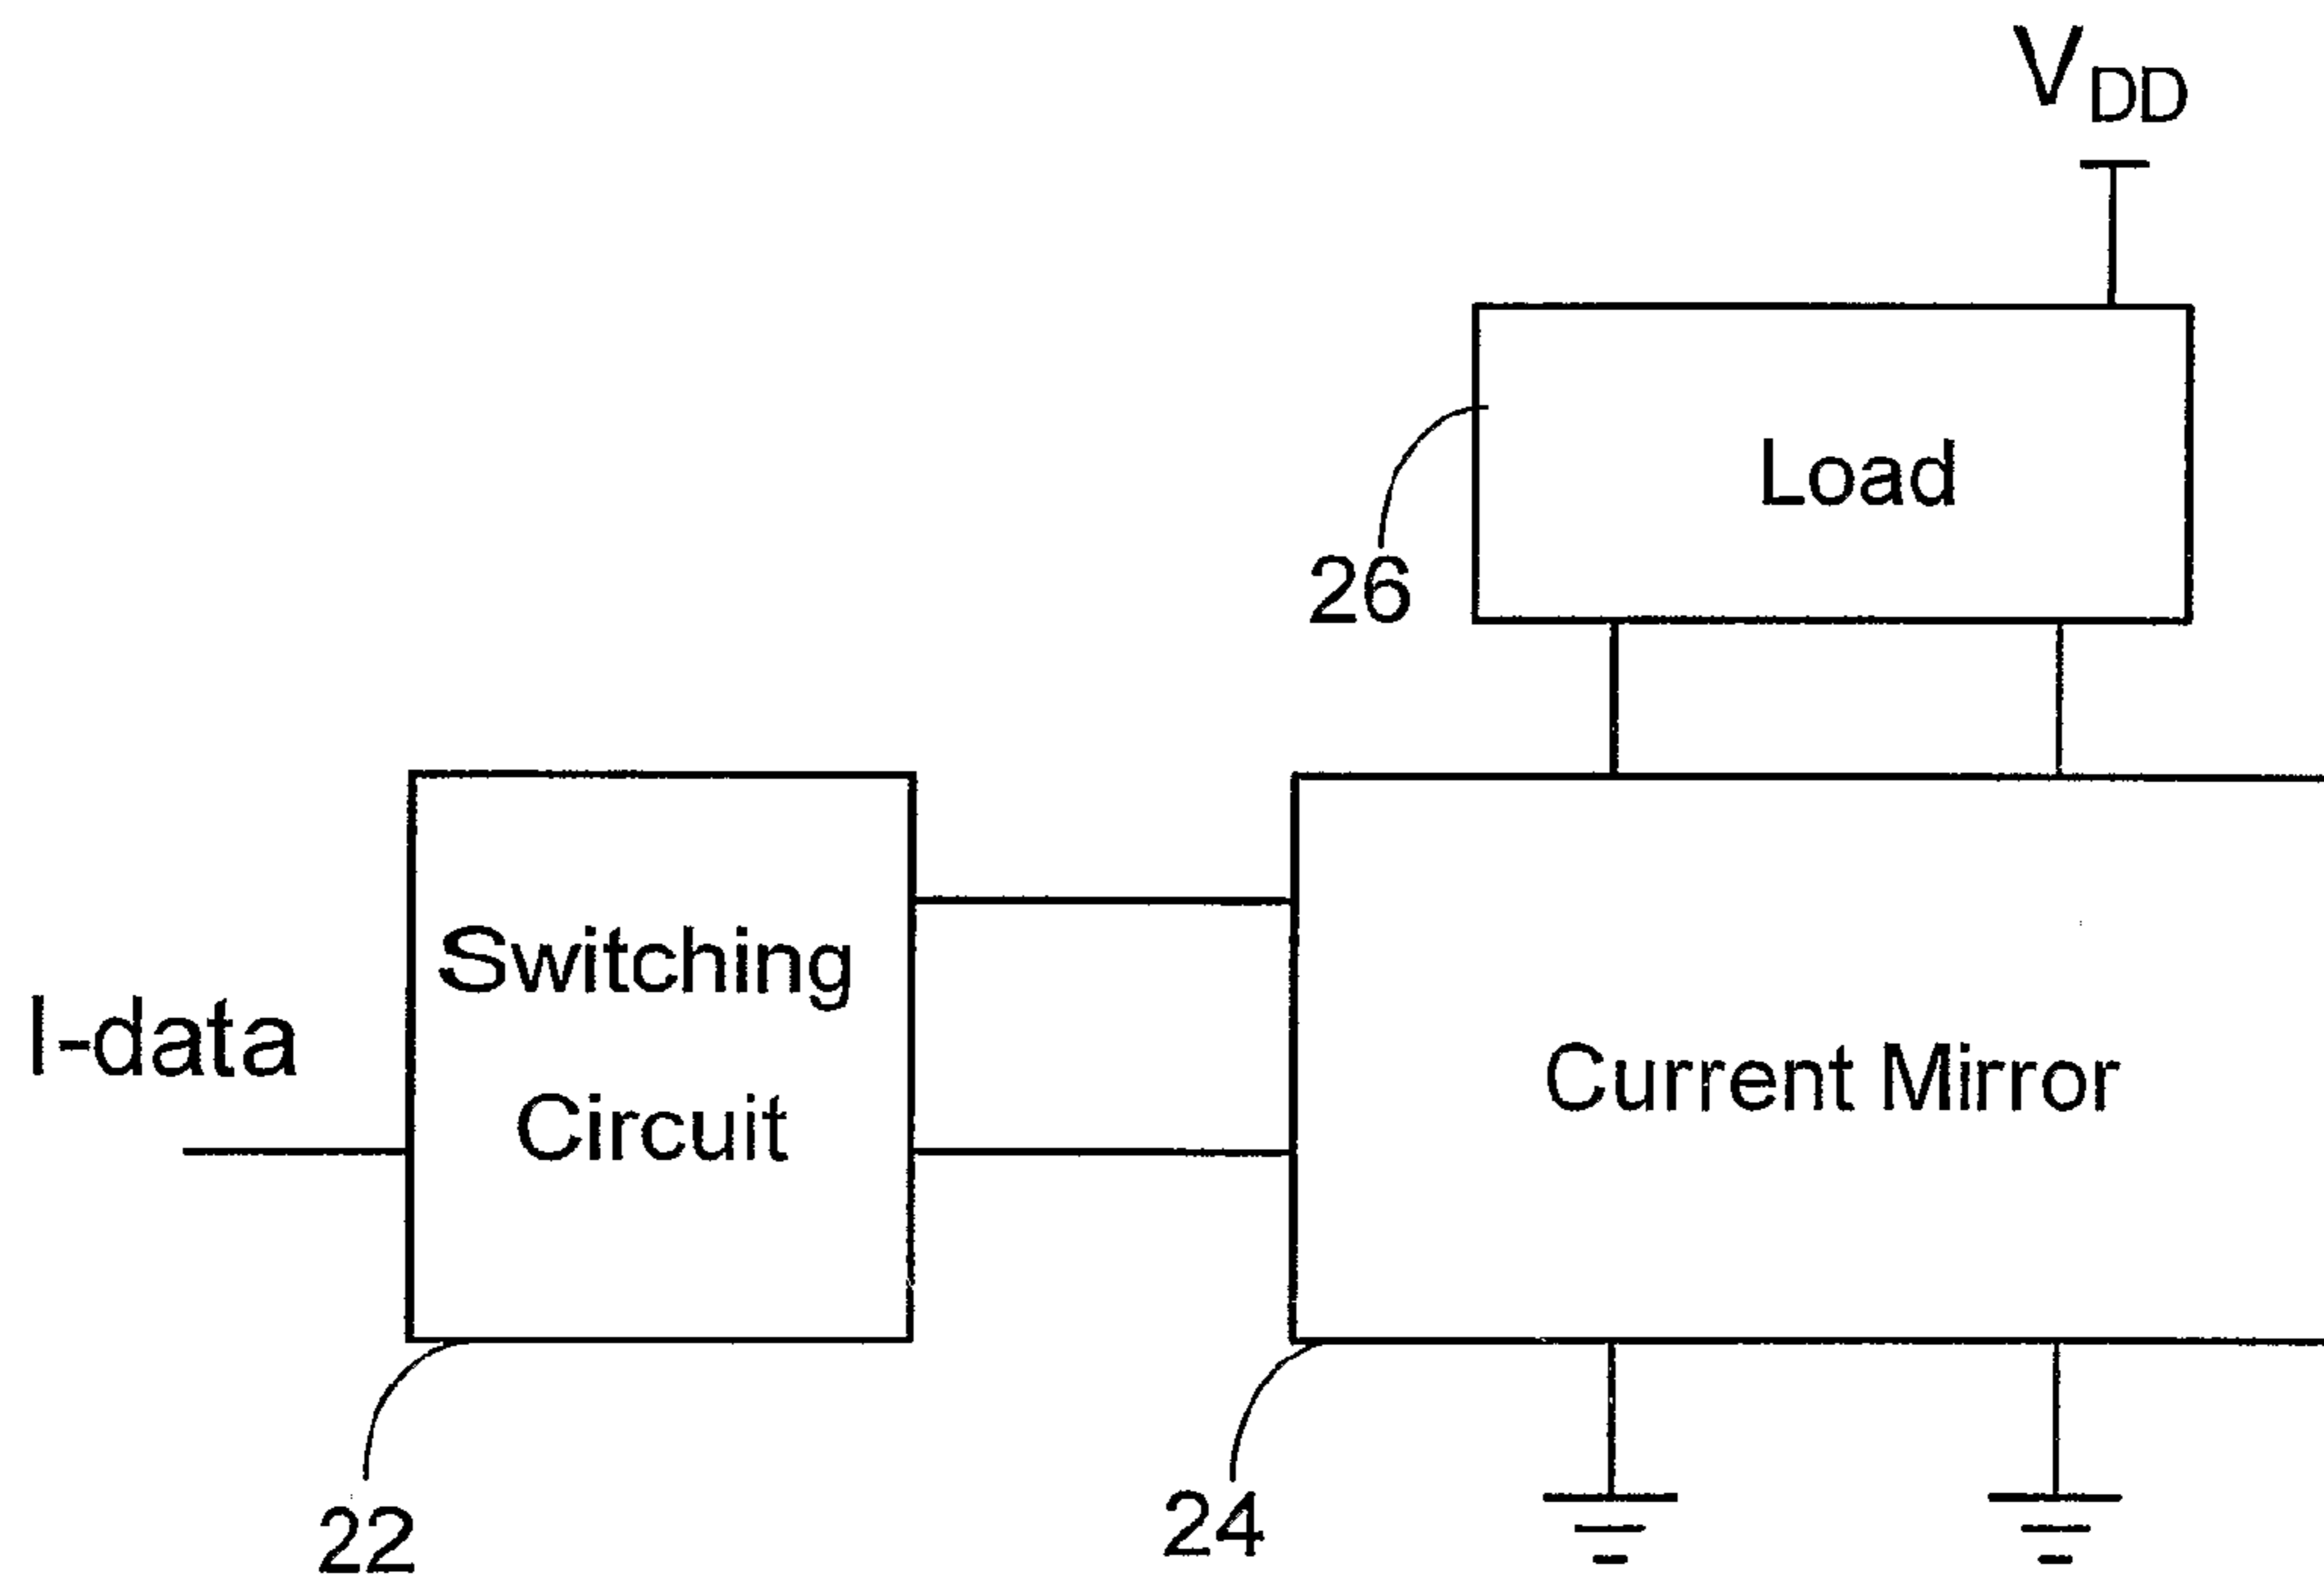 VDD
Load
26
Switching
Circuit
I-data
Current Mirror
22
24